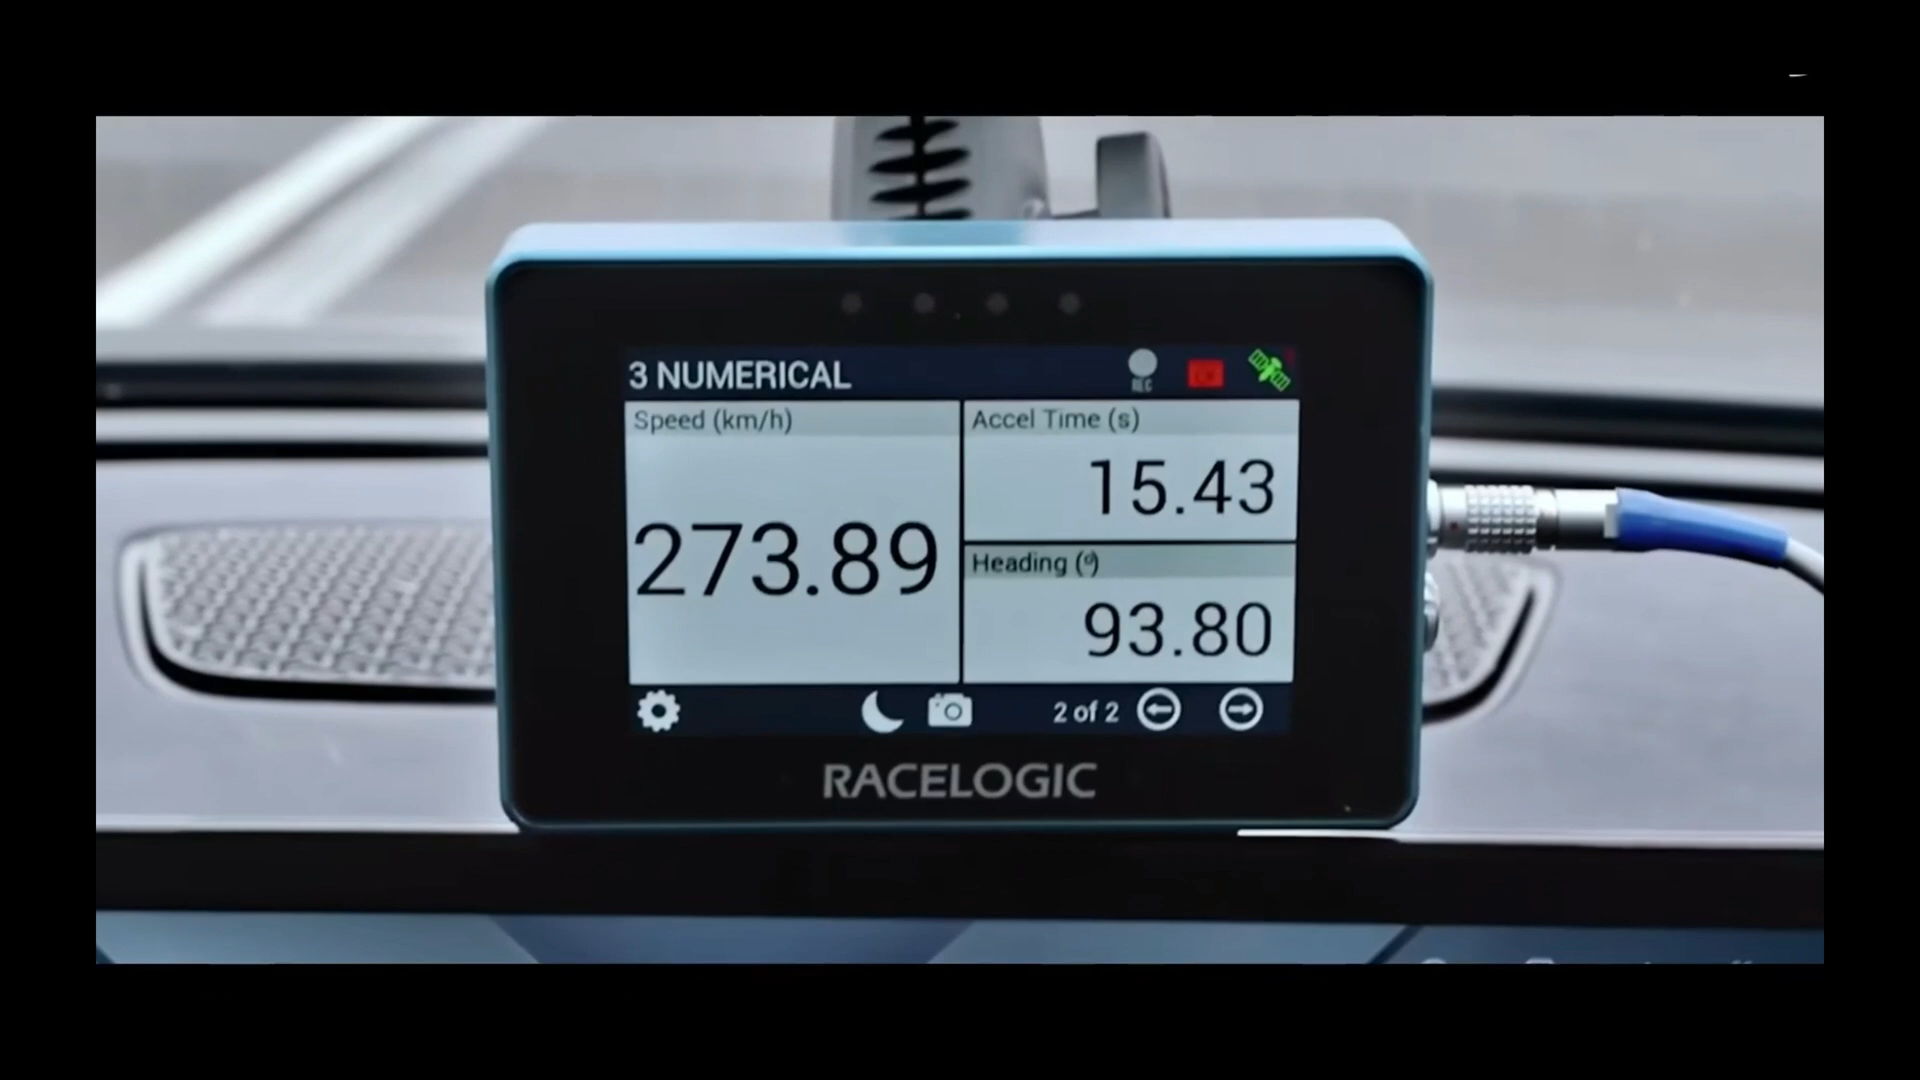 3 NUMERICAL
REC
Speed (km/h)
273.89
Accel Time (s)
15.43
Heading (°)
93.80
2 of 2
RACELOGIC